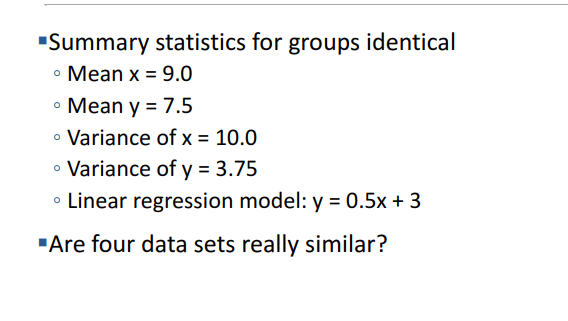 ▪Summary statistics for groups identical
◦ Mean x = 9.0
◦ Mean y = 7.5
◦ Variance of x = 10.0
◦ Variance of y = 3.75
◦ Linear regression model: y = 0.5x + 3
▪Are four data sets really similar?